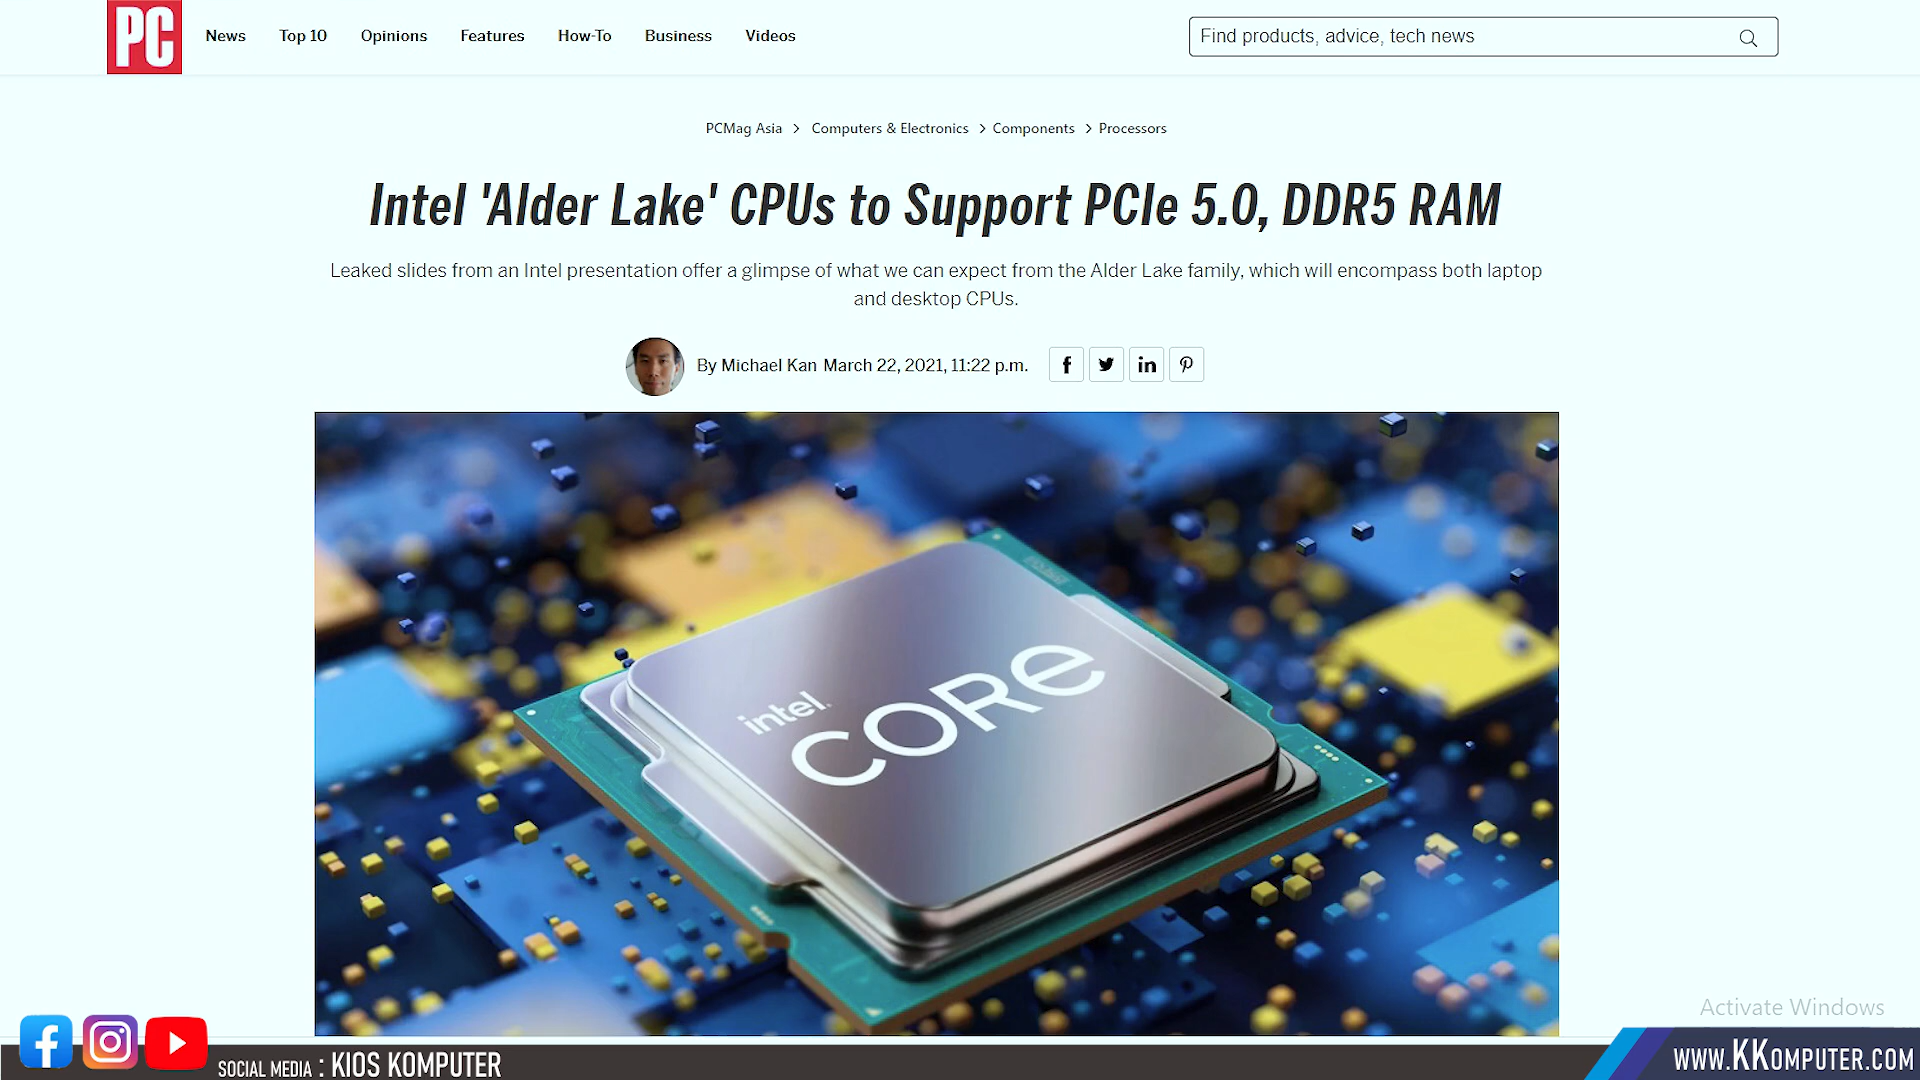 PC
News Top 10 Opinions Features How-To Business Videos
Find products, advice, tech news
PCMag Asia > Computers & Electronics > Components > Processors
Intel 'Alder Lake' CPUs to Support PCIe 5.0, DDR5 RAM
Leaked slides from an Intel presentation offer a glimpse of what we can expect from the Alder Lake family, which will encompass both laptop
and desktop CPUs.
By Michael Kan March 22, 2021, 11:22 p.m.
intel.
CORe
Activate Windows
SOCIAL MEDIA : KIOS KOMPUTER
WWW.KKOMPUTER.COM